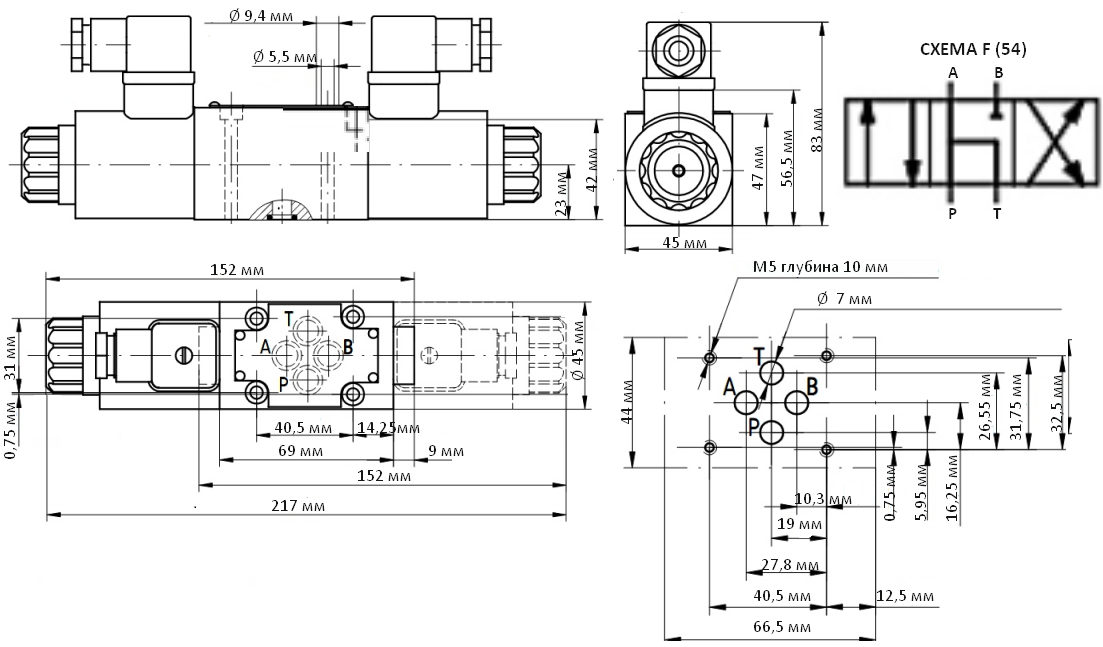 Ø 9,4 мм
Ø 5,5 мм
23 мм
42 мм
45 мм
47 мм
56,5 мм
83 мм
СХЕМА F (54)
A B
P T
152 мм
T
A B
P
31 мм
0,75 мм
Ø 45 мм
40,5 мм
14,25мм
69 мм
9 мм
152 мм
217 мм
M5 глубина 10 мм
Ø 7 мм
T
A B
P
44 мм
26,55 мм
31,75 мм
32,5 мм
10,3 мм
0,75 мм
5,95 мм
16,25 мм
19 мм
27,8 мм
40,5 мм
12,5 мм
66,5 мм